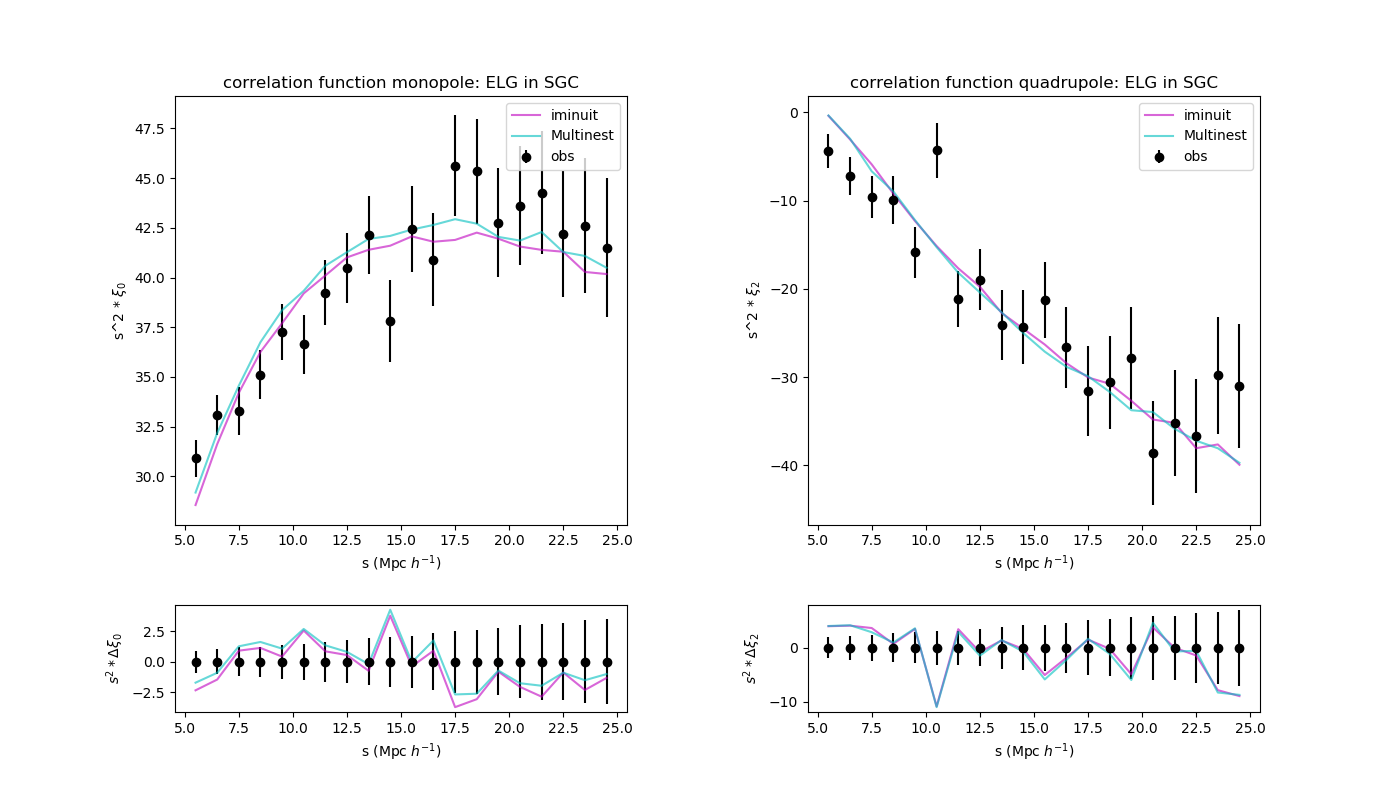 correlation function monopole: ELG in SGC
iminuit
Multinest
obs
47.5
45.0
42.5
40.0
37.5
35.0
32.5
30.0
s^2 * ξ₀
5.0 7.5 10.0 12.5 15.0 17.5 20.0 22.5 25.0
s (Mpc h⁻¹)
2.5
0.0
−2.5
s² * Δξ₀
5.0 7.5 10.0 12.5 15.0 17.5 20.0 22.5 25.0
s (Mpc h⁻¹)
correlation function quadrupole: ELG in SGC
iminuit
Multinest
obs
0
−10
−20
−30
−40
s^2 * ξ₂
5.0 7.5 10.0 12.5 15.0 17.5 20.0 22.5 25.0
s (Mpc h⁻¹)
0
−10
s² * Δξ₂
5.0 7.5 10.0 12.5 15.0 17.5 20.0 22.5 25.0
s (Mpc h⁻¹)